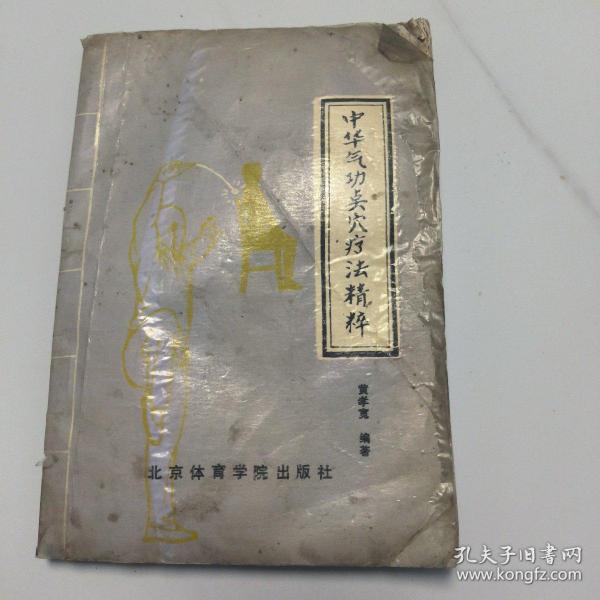 中华气功点穴疗法精粹
黄孝宽 编著
北京体育学院出版社
孔夫子旧书网
www.kongfz.com